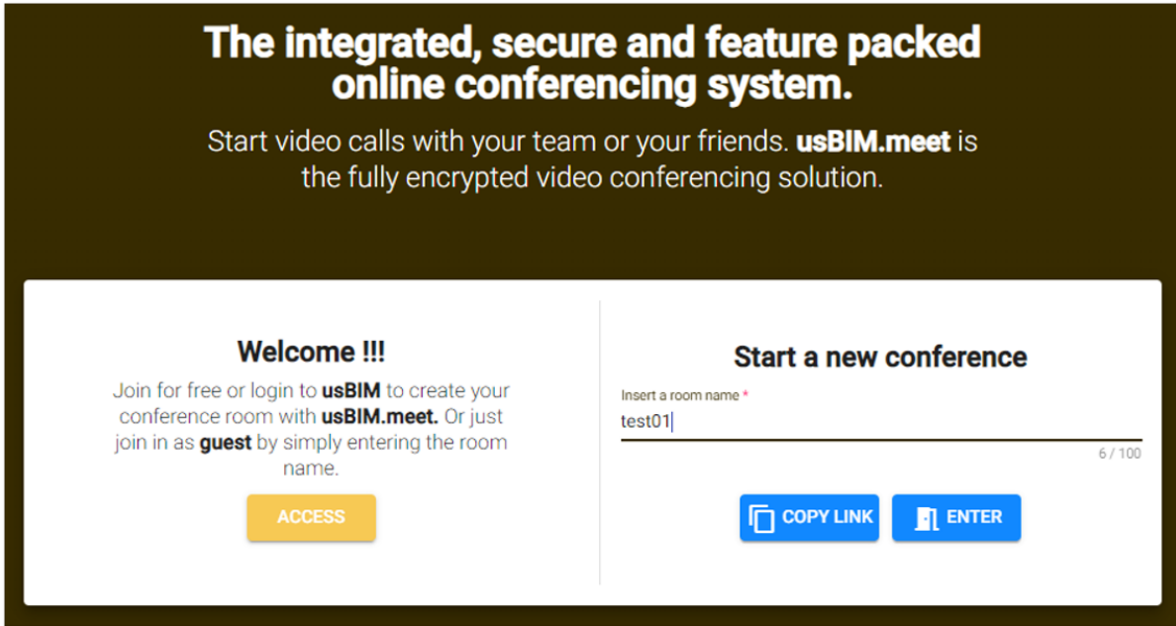 The integrated, secure and feature packed
online conferencing system.
Start video calls with your team or your friends. usBIM.meet is
the fully encrypted video conferencing solution.
Welcome !!!
Join for free or login to usBIM to create your
conference room with usBIM.meet. Or just
join in as guest by simply entering the room
name.
ACCESS
Start a new conference
Insert a room name *
test01
6 / 100
COPY LINK
ENTER